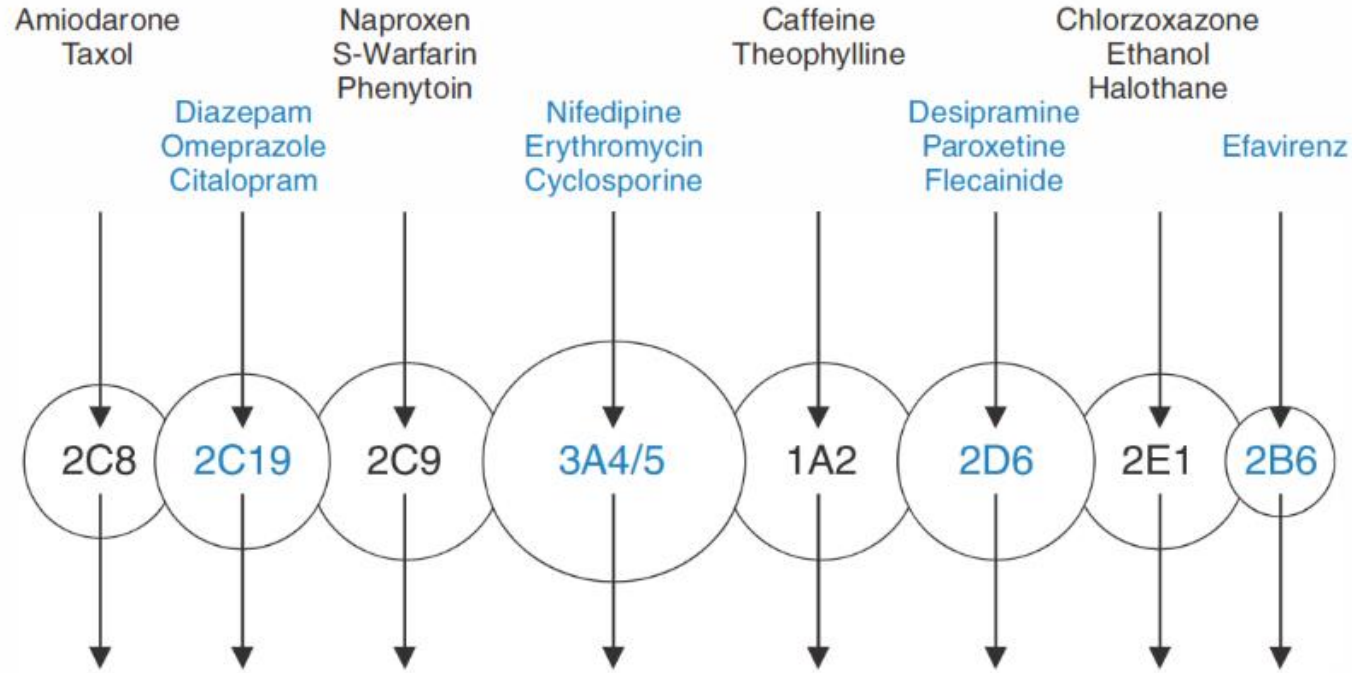 Amiodarone
Taxol
Naproxen
S-Warfarin
Phenytoin
Caffeine
Theophylline
Chlorzoxazone
Ethanol
Halothane
Diazepam
Omeprazole
Citalopram
Nifedipine
Erythromycin
Cyclosporine
Desipramine
Paroxetine
Flecainide
Efavirenz
2C8
2C19
2C9
3A4/5
1A2
2D6
2E1
2B6